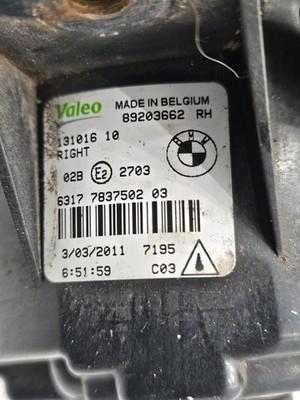 Valeo MADE IN BELGIUM
89203662 RH
131016 10
RIGHT
02B E2 2703
6317 7837502 03
3/03/2011 7195
6:51:59 C03